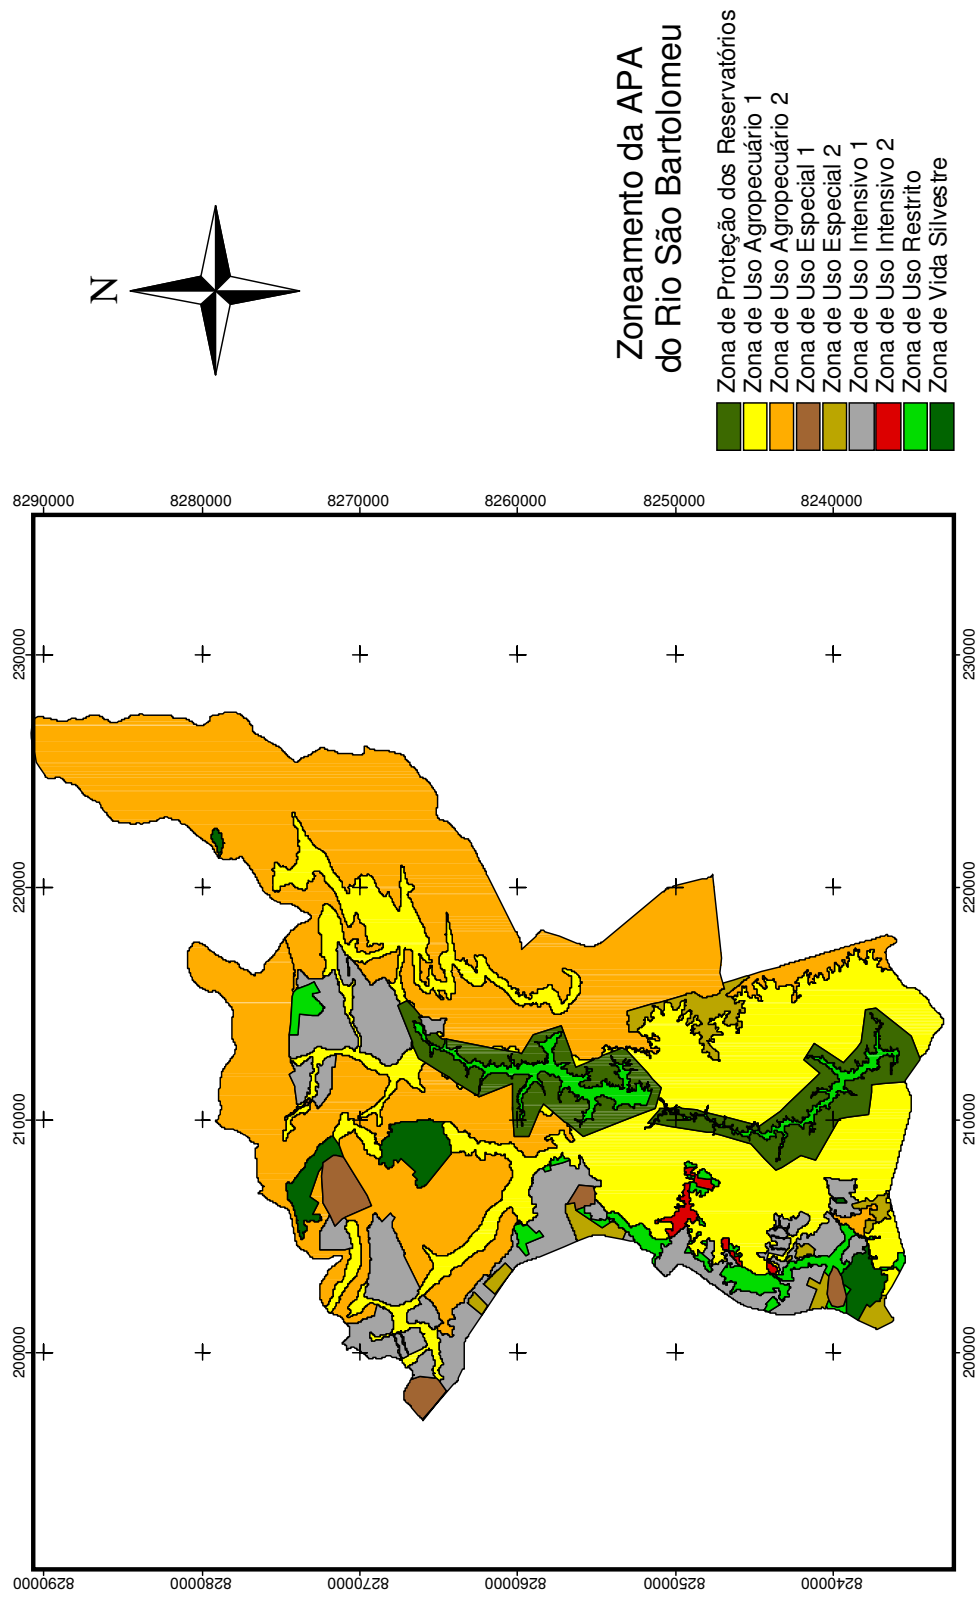 N
Zoneamento da APA
do Rio São Bartolomeu
Zona de Proteção dos Reservatórios
Zona de Uso Agropecuário 1
Zona de Uso Agropecuário 2
Zona de Uso Especial 1
Zona de Uso Especial 2
Zona de Uso Intensivo 1
Zona de Uso Intensivo 2
Zona de Uso Restrito
Zona de Vida Silvestre
8290000
8280000
8270000
8260000
8250000
8240000
230000
230000
220000
220000
210000
210000
200000
200000
8290000
8280000
8270000
8260000
8250000
8240000